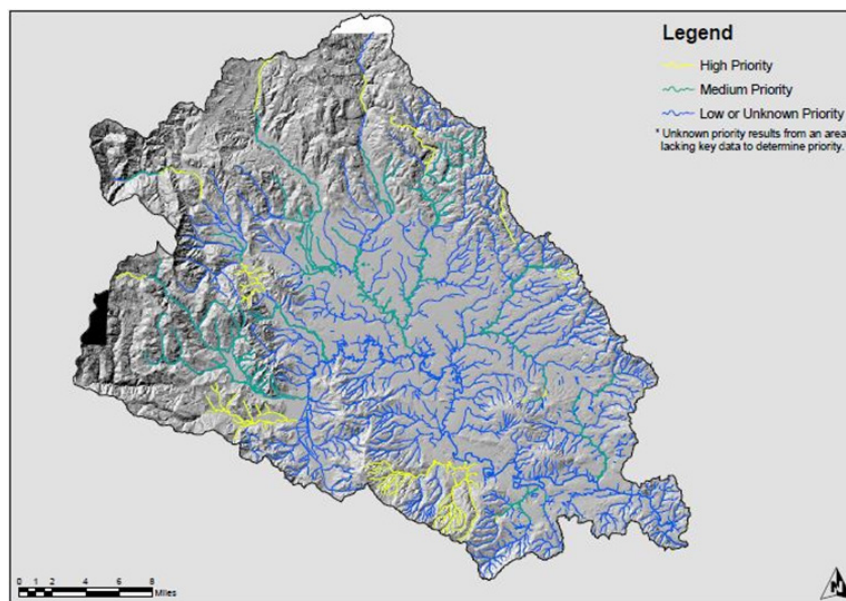 Legend
High Priority
Medium Priority
Low or Unknown Priority
* Unknown priority results from an area
lacking key data to determine priority.
0 1 2 4 6 8
Miles
N